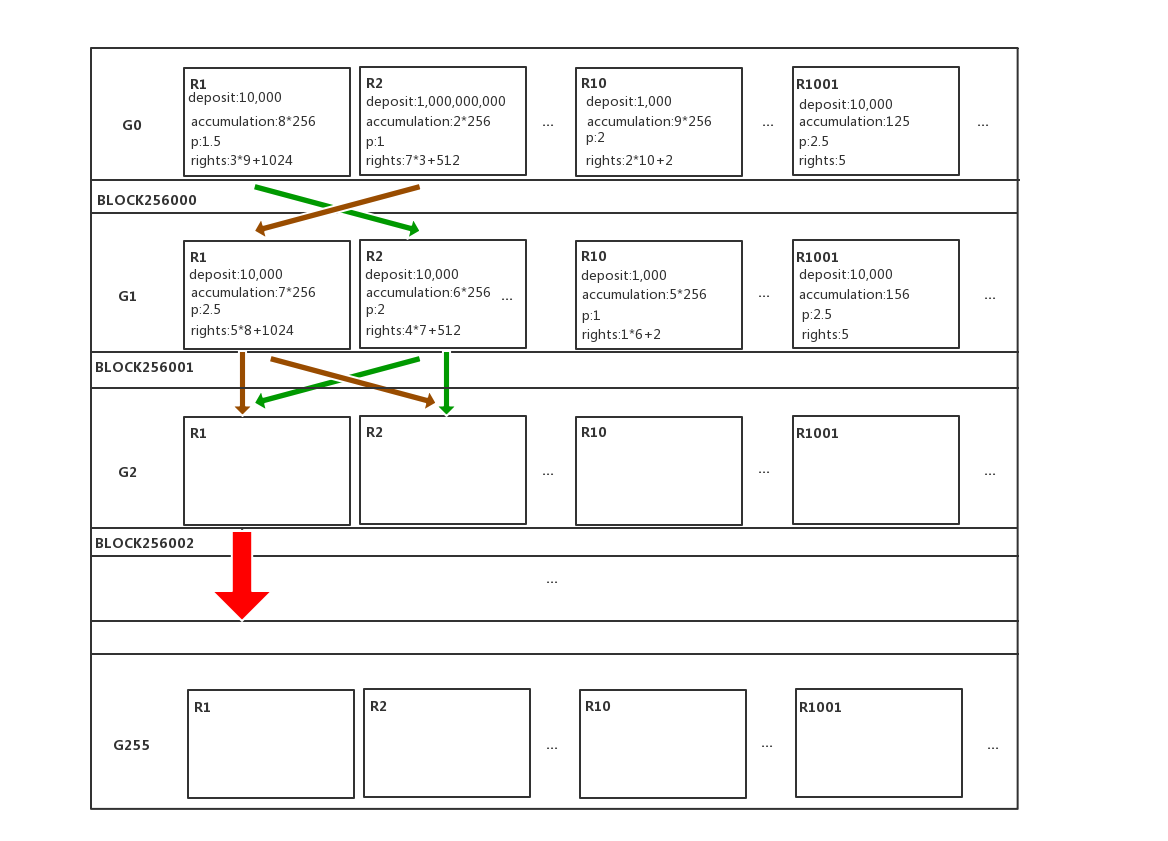 G0
R1
deposit:10,000
accumulation:8*256
p:1.5
rights:3*9+1024
R2
deposit:1,000,000,000
accumulation:2*256
p:1
rights:7*3+512
...
R10
deposit:1,000
accumulation:9*256
p:2
rights:2*10+2
...
R1001
deposit:10,000
accumulation:125
p:2.5
rights:5
...
BLOCK256000
G1
R1
deposit:10,000
accumulation:7*256
p:2.5
rights:5*8+1024
R2
deposit:10,000
accumulation:6*256
p:2
rights:4*7+512
...
R10
deposit:1,000
accumulation:5*256
p:1
rights:1*6+2
...
R1001
deposit:10,000
accumulation:156
p:2.5
rights:5
...
BLOCK256001
G2
R1
R2
...
R10
...
R1001
...
BLOCK256002
...
G255
R1
R2
...
R10
...
R1001
...